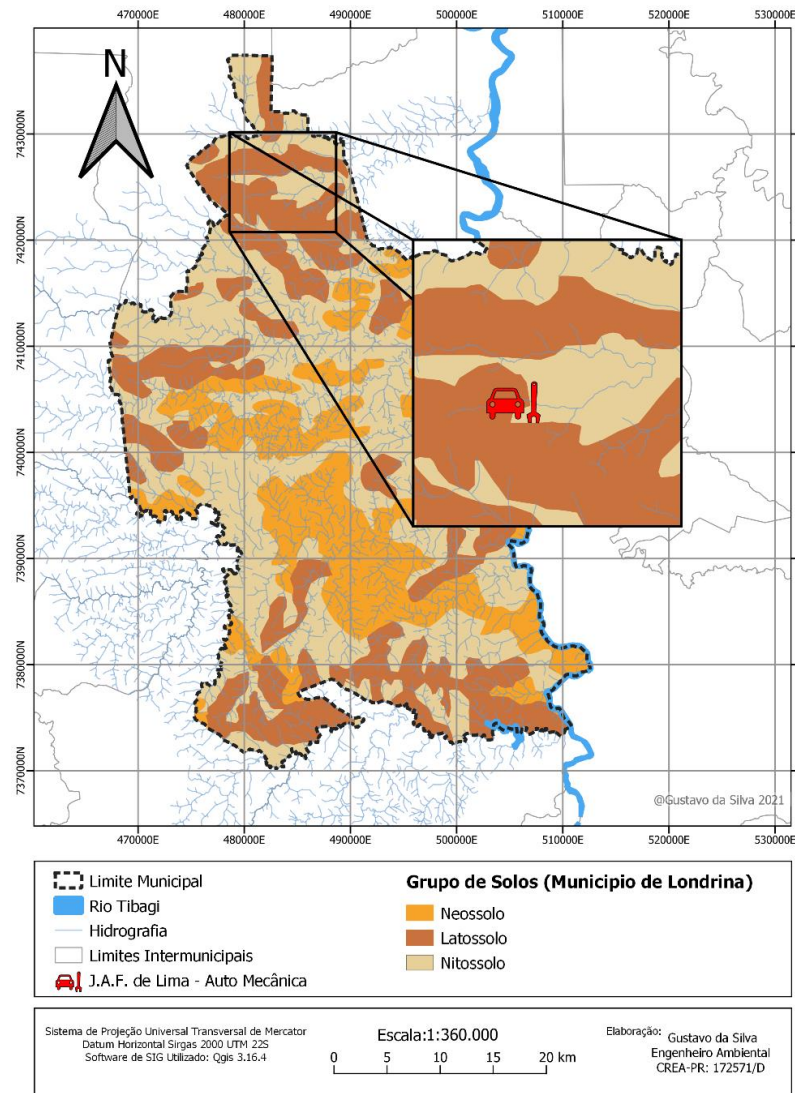 470000E 480000E 490000E 500000E 510000E 520000E 530000E
N
7430000N
7420000N
7410000N
7400000N
7390000N
7380000N
7370000N
@Gustavo da Silva 2021
470000E 480000E 490000E 500000E 510000E 520000E 530000E
Limite Municipal
Rio Tibagi
Hidrografia
Limites Intermunicipais
J.A.F. de Lima - Auto Mecânica
Grupo de Solos (Municipio de Londrina)
Neossolo
Latossolo
Nitossolo
Sistema de Projeção Universal Transversal de Mercator
Datum Horizontal Sirgas 2000 UTM 22S
Software de SIG Utilizado: Qgis 3.16.4
Escala:1:360.000
0 5 10 15 20 km
Elaboração: Gustavo da Silva
Engenheiro Ambiental
CREA-PR: 172571/D